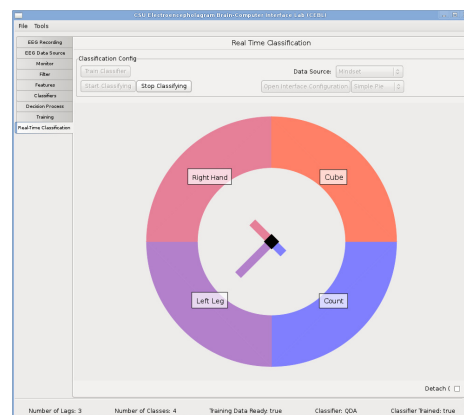 CSU Electroencephalogram Brain-Computer Interface Lab (CEBL)
File Tools
EEG Recording
EEG Data Source
Monitor
Filter
Features
Classifiers
Decision Process
Training
Real-Time Classification
Real Time Classification
Classification Config
Train Classifier
Data Source: Mindset
Start Classifying Stop Classifying
Open Interface Configuration Simple Pie
Right Hand
Cube
Left Leg
Count
Detach (
Number of Lags: 3 Number of Classes: 4 Training Data Ready: true Classifier: QDA Classifier Trained: true